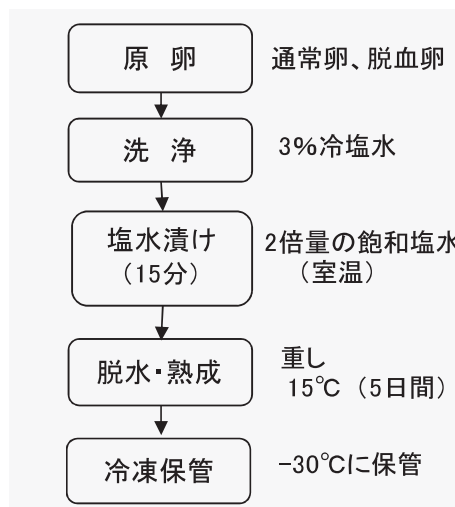 原 卵
通常卵、脱血卵
洗 浄
3%冷塩水
塩水漬け
(15分)
2倍量の飽和塩水
(室温)
脱水・熟成
重し
15℃ (5日間)
冷凍保管
-30℃に保管